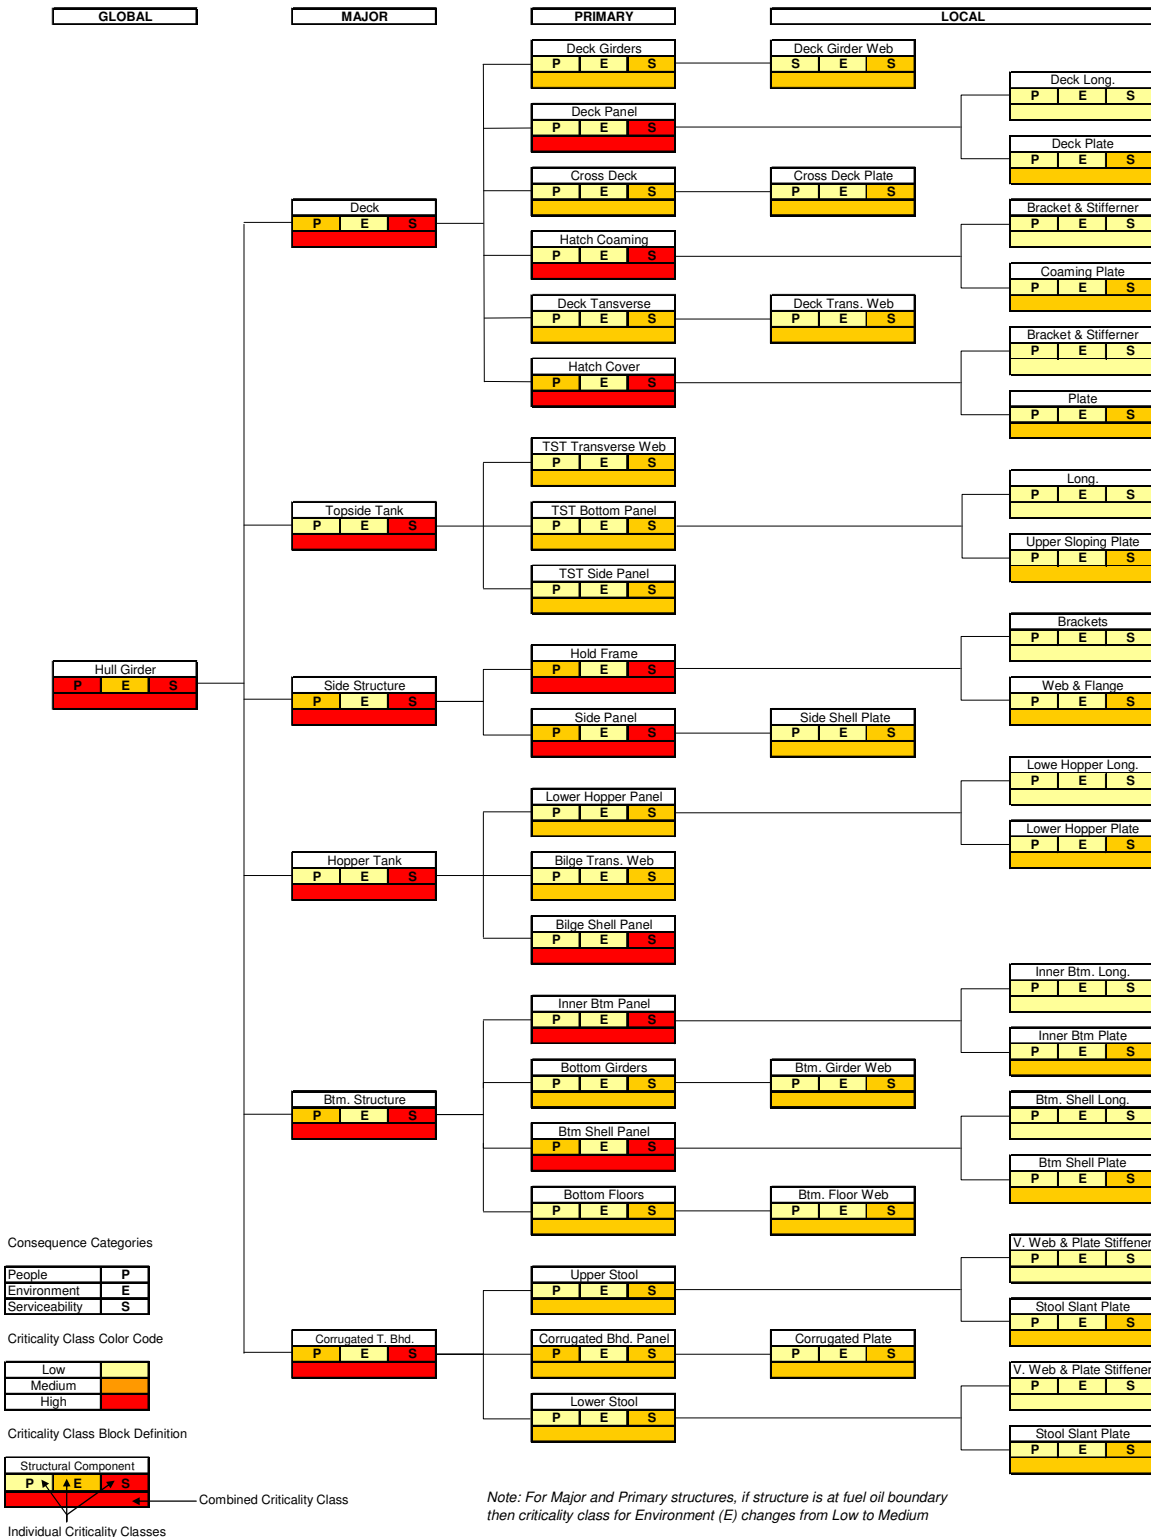 GLOBAL MAJOR PRIMARY LOCAL
Deck Girders Deck Girder Web
P E S S E S
Deck Long.
P E S
Deck Panel
P E S
Deck Plate
P E S
Cross Deck Cross Deck Plate
P E S P E S
Deck
P E S
Bracket & Stifferner
P E S
Hatch Coaming
P E S
Coaming Plate
P E S
Deck Tansverse Deck Trans. Web
P E S P E S
Bracket & Stifferner
P E S
Hatch Cover
P E S
Plate
P E S
TST Transverse Web
P E S
Long.
P E S
Topside Tank TST Bottom Panel
P E S P E S
Upper Sloping Plate
P E S
TST Side Panel
P E S
Brackets
P E S
Hold Frame
P E S
Hull Girder
P E S
Side Structure Web & Flange
P E S P E S
Side Panel Side Shell Plate
P E S P E S
Lowe Hopper Long.
P E S
Lower Hopper Panel
P E S
Lower Hopper Plate
P E S
Hopper Tank Bilge Trans. Web
P E S P E S
Bilge Shell Panel
P E S
Inner Btm. Long.
P E S
Inner Btm Panel
P E S
Inner Btm Plate
P E S
Bottom Girders Btm. Girder Web
P E S P E S
Btm. Structure Btm. Shell Long.
P E S P E S
Btm Shell Panel
P E S
Btm Shell Plate
P E S
Bottom Floors Btm. Floor Web
P E S P E S
V. Web & Plate Stiffener
P E S
Upper Stool
P E S
Stool Slant Plate
P E S
Corrugated T. Bhd. Corrugated Bhd. Panel Corrugated Plate
P E S P E S P E S
V. Web & Plate Stiffener
P E S
Lower Stool
P E S
Stool Slant Plate
P E S
Consequence Categories
People P
Environment E
Serviceability S
Criticality Class Color Code
Low
Medium
High
Criticality Class Block Definition
Structural Component
P E S
Combined Criticality Class
Individual Criticality Classes
Note: For Major and Primary structures, if structure is at fuel oil boundary
then criticality class for Environment (E) changes from Low to Medium